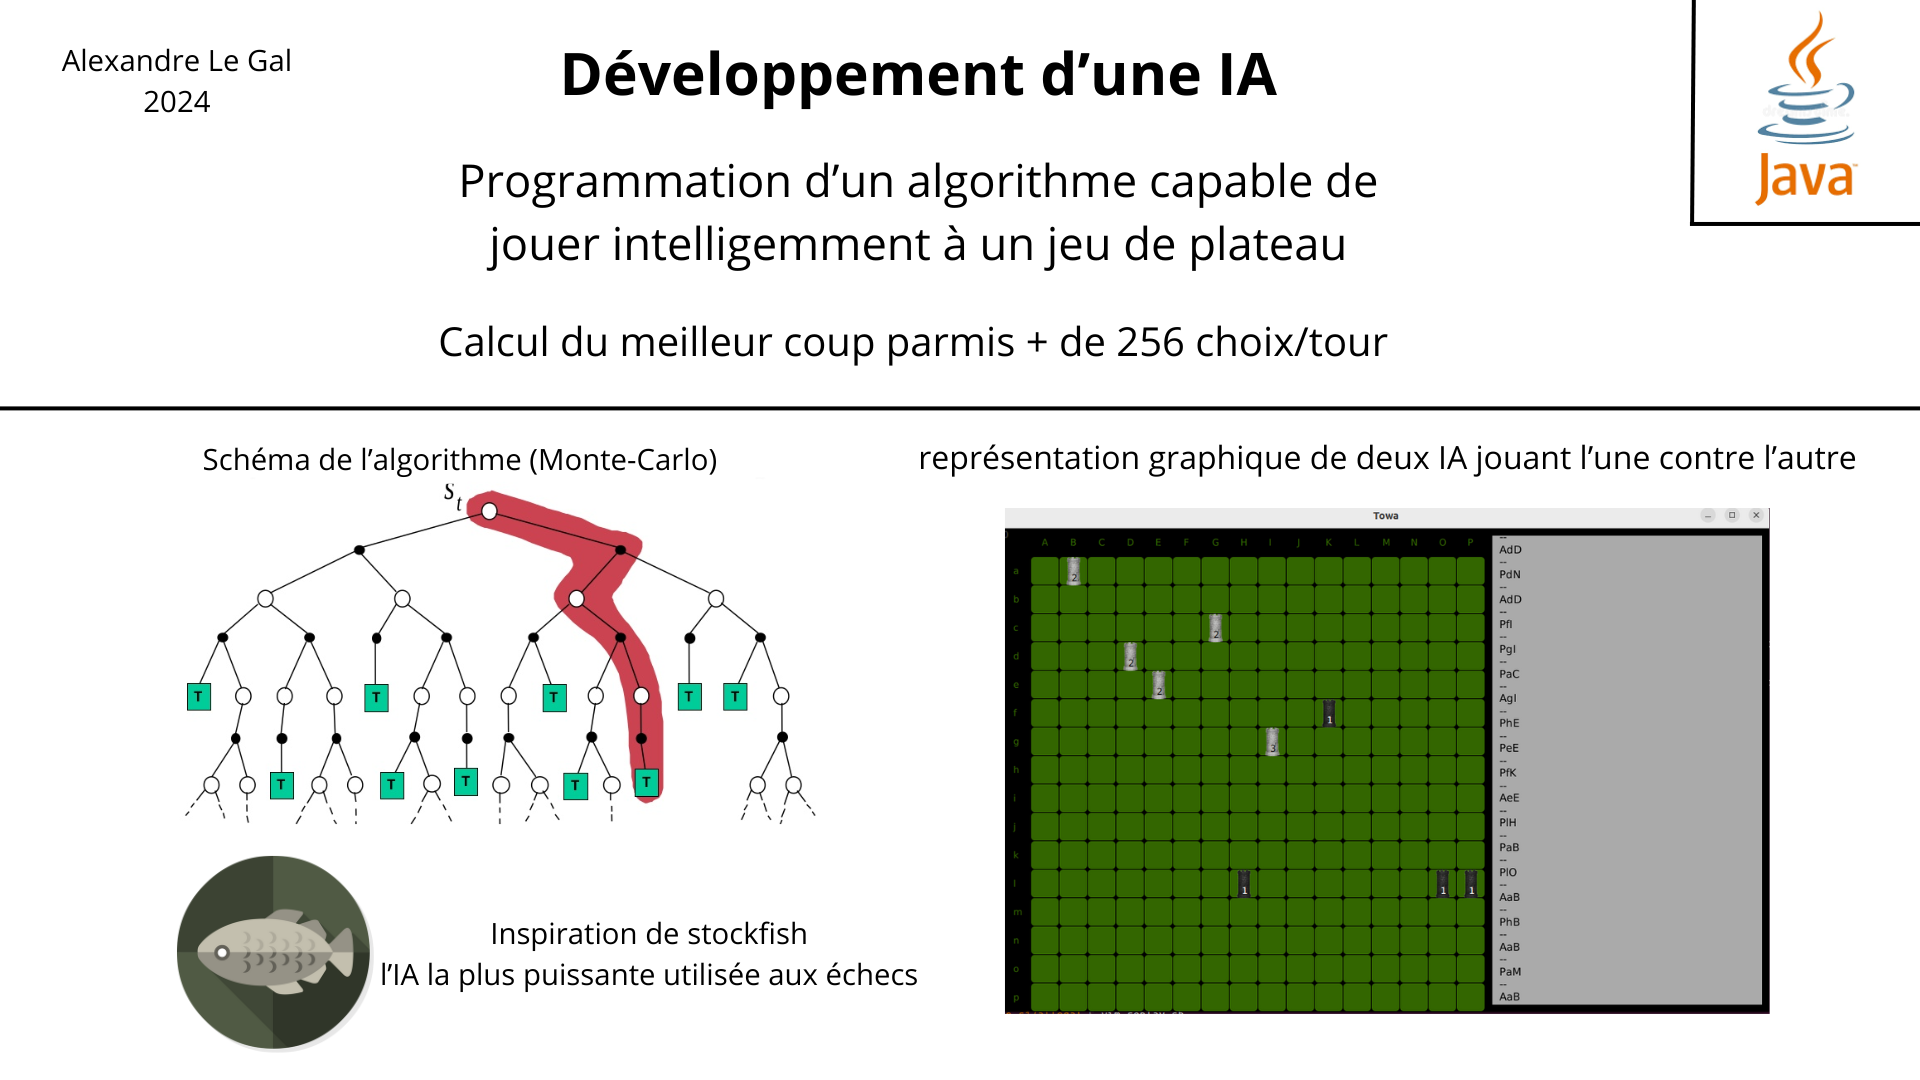 Alexandre Le Gal
2024
Développement d’une IA
Programmation d’un algorithme capable de
jouer intelligemment à un jeu de plateau
Calcul du meilleur coup parmis + de 256 choix/tour
Java
Schéma de l’algorithme (Monte-Carlo)
S t
T T T T T
T T T T T
Inspiration de stockfish
l’IA la plus puissante utilisée aux échecs
représentation graphique de deux IA jouant l’une contre l’autre
Towa
A B C D E F G H I J K L M N O P
a 2
b
c 2
d 2
e 2
f 1
g 3
h
i
j
k
l 1 1 1
m
n
o
p
--
AdD
--
PdN
--
AdD
--
PfI
--
PgI
--
PaC
--
AgI
--
PhE
--
PeE
--
PfK
--
AeE
--
PlH
--
PaB
--
PlO
--
AaB
--
PhB
--
AaB
--
PaM
--
AaB